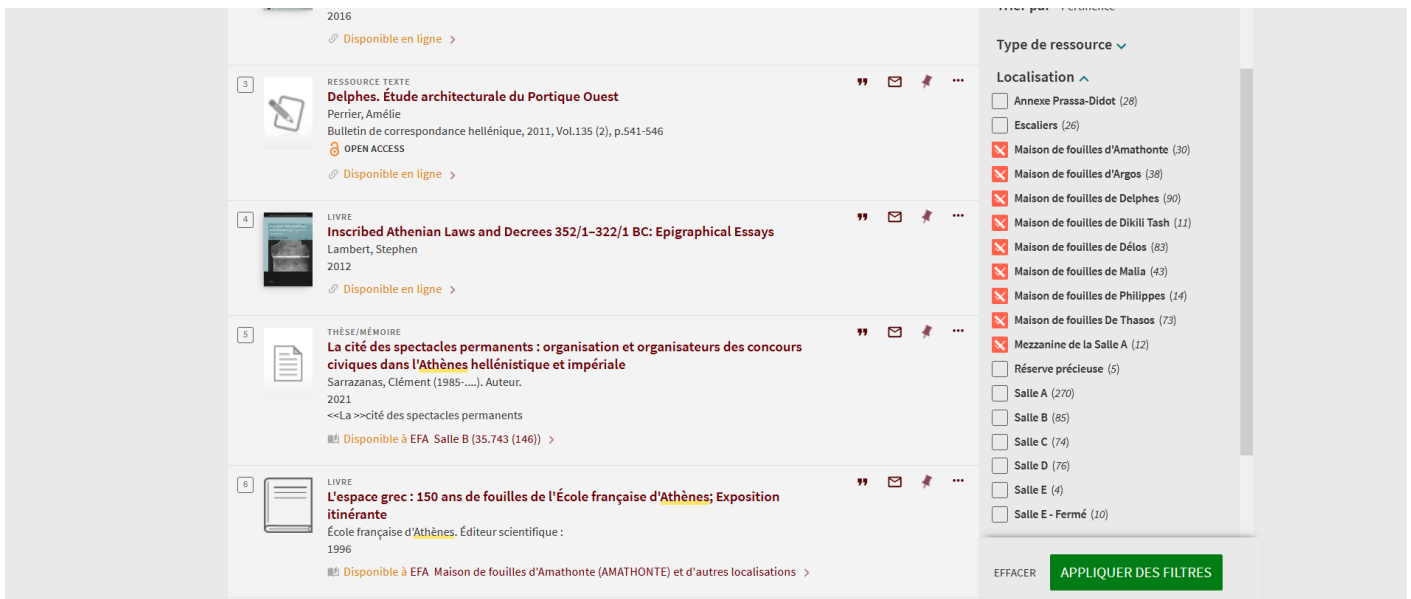 2016
Disponible en ligne
3
RESSOURCE TEXTE
Delphes. Étude architecturale du Portique Ouest
Perrier, Amélie
Bulletin de correspondance hellénique, 2011, Vol.135 (2), p.541-546
OPEN ACCESS
Disponible en ligne
4
LIVRE
Inscribed Athenian Laws and Decrees 352/1–322/1 BC: Epigraphical Essays
Lambert, Stephen
2012
Disponible en ligne
5
THÈSE/MÉMOIRE
La cité des spectacles permanents : organisation et organisateurs des concours
civiques dans l'Athènes hellénistique et impériale
Sarrazanas, Clément (1985-....). Auteur.
2021
<<La >>cité des spectacles permanents
Disponible à EFA Salle B (35.743 (146))
6
LIVRE
L'espace grec : 150 ans de fouilles de l'École française d'Athènes; Exposition
itinérante
École française d'Athènes. Éditeur scientifique :
1996
Disponible à EFA Maison de fouilles d'Amathonte (AMATHONTE) et d'autres localisations
Trier par Pertinence
Type de ressource
Localisation
Annexe Prassa-Didot (28)
Escaliers (26)
Maison de fouilles d'Amathonte (30)
Maison de fouilles d'Argos (38)
Maison de fouilles de Delphes (90)
Maison de fouilles de Dikili Tash (11)
Maison de fouilles de Délos (83)
Maison de fouilles de Malia (43)
Maison de fouilles de Philippes (14)
Maison de fouilles De Thasos (73)
Mezzanine de la Salle A (12)
Réserve précieuse (5)
Salle A (270)
Salle B (85)
Salle C (74)
Salle D (76)
Salle E (4)
Salle E - Fermé (10)
EFFACER
APPLIQUER DES FILTRES